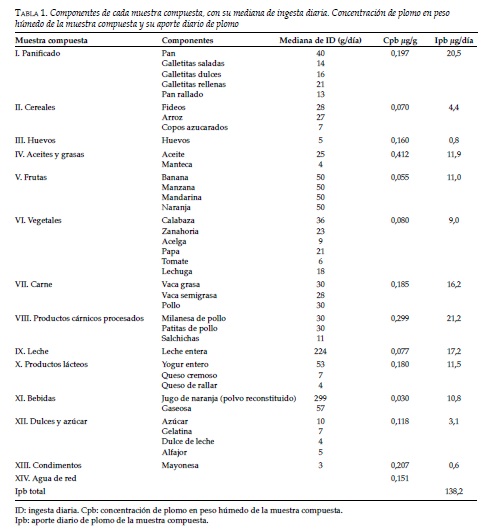 TABLA 1. Componentes de cada muestra compuesta, con su mediana de ingesta diaria. Concentración de plomo en peso
húmedo de la muestra compuesta y su aporte diario de plomo
Muestra compuesta Componentes Mediana de ID (g/día) Cpb µg/g Ipb µg/día
I. Panificado Pan 40 0,197 20,5
Galletitas saladas 14
Galletitas dulces 16
Galletitas rellenas 21
Pan rallado 13
II. Cereales Fideos 28 0,070 4,4
Arroz 27
Copos azucarados 7
III. Huevos Huevos 5 0,160 0,8
IV. Aceites y grasas Aceite 25 0,412 11,9
Manteca 4
V. Frutas Banana 50 0,055 11,0
Manzana 50
Mandarina 50
Naranja 50
VI. Vegetales Calabaza 36 0,080 9,0
Zanahoria 23
Acelga 9
Papa 21
Tomate 6
Lechuga 18
VII. Carne Vaca grasa 30 0,185 16,2
Vaca semigrasa 28
Pollo 30
VIII. Productos cárnicos procesados Milanesa de pollo 30 0,299 21,2
Patitas de pollo 30
Salchichas 11
IX. Leche Leche entera 224 0,077 17,2
X. Productos lácteos Yogur entero 53 0,180 11,5
Queso cremoso 7
Queso de rallar 4
XI. Bebidas Jugo de naranja (polvo reconstituido) 299 0,030 10,8
Gaseosa 57
XII. Dulces y azúcar Azúcar 10 0,118 3,1
Gelatina 7
Dulce de leche 4
Alfajor 5
XIII. Condimentos Mayonesa 3 0,207 0,6
XIV. Agua de red 0,151
Ipb total 138,2
ID: ingesta diaria. Cpb: concentración de plomo en peso húmedo de la muestra compuesta.
Ipb: aporte diario de plomo de la muestra compuesta.